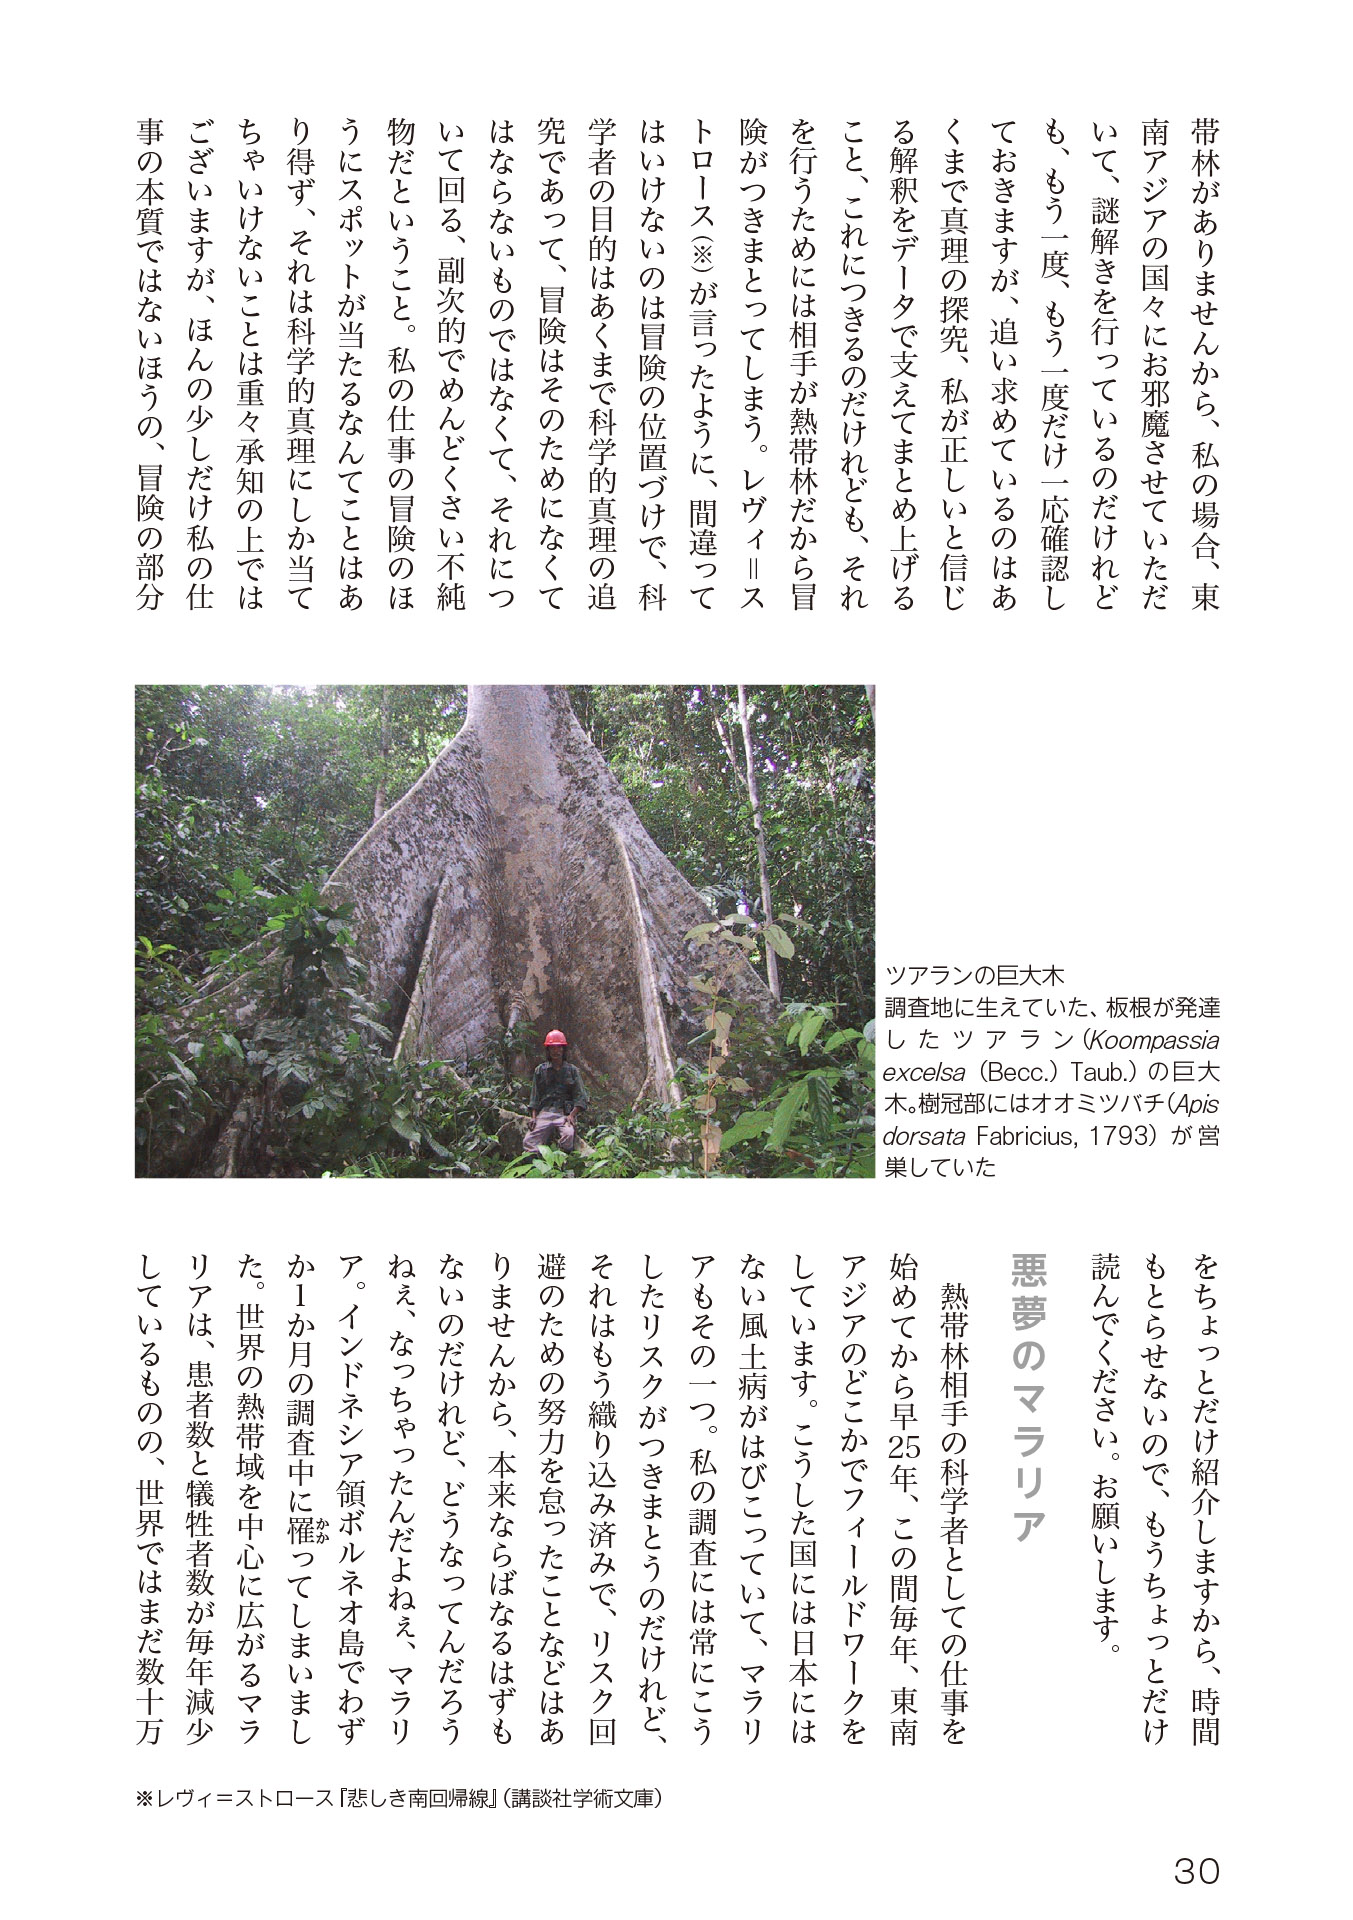 帯林がありませんから、私の場合、東
南アジアの国々にお邪魔させていただ
いて、謎解きを行っているのだけれど
も、もう一度、もう一度だけ一応確認し
ておきますが、追い求めているのはあ
くまで真理の探究、私が正しいと信じ
る解釈をデータで支えてまとめ上げる
こと、これにつきるのだけれども、それ
を行うためには相手が熱帯林だから冒
険がつきまとってしまう。レヴィ＝ス
トロース（※）が言ったように、間違って
はいけないのは冒険の位置づけで、科
学者の目的はあくまで科学的真理の追
究であって、冒険はそのためになくて
はならないものではなくて、それにつ
いて回る、副次的でめんどくさい不純
物だということ。私の仕事の冒険のほ
うにスポットが当たるなんてことはあ
り得ず、それは科学的真理にしか当て
ちゃいけないことは重々承知の上では
ございますが、ほんの少しだけ私の仕
事の本質ではないほうの、冒険の部分
ツアランの巨大木
調査地に生えていた、板根が発達
したツアラン（Koompassia
excelsa（Becc.）Taub.）の巨大
木。樹冠部にはオオミツバチ（Apis
dorsata Fabricius, 1793）が営
巣していた
をちょっとだけ紹介しますから、時間
もとらせないので、もうちょっとだけ
読んでください。お願いします。
悪夢のマラリア
熱帯林相手の科学者としての仕事を
始めてから早25年、この間毎年、東南
アジアのどこかでフィールドワークを
しています。こうした国には日本には
ない風土病がはびこっていて、マラリ
アもその一つ。私の調査には常にこう
したリスクがつきまとうのだけれど、
それはもう織り込み済みで、リスク回
避のための努力を怠ったことなどはあ
りませんから、本来ならばなるはずも
ないのだけれど、どうなってんだろう
ねぇ、なっちゃったんだよねぇ、マラリ
ア。インドネシア領ボルネオ島でわず
か1か月の調査中に罹かかってしまいまし
た。世界の熱帯域を中心に広がるマラ
リアは、患者数と犠牲者数が毎年減少
しているものの、世界ではまだ数十万
※レヴィ＝ストロース『悲しき南回帰線』（講談社学術文庫）
30